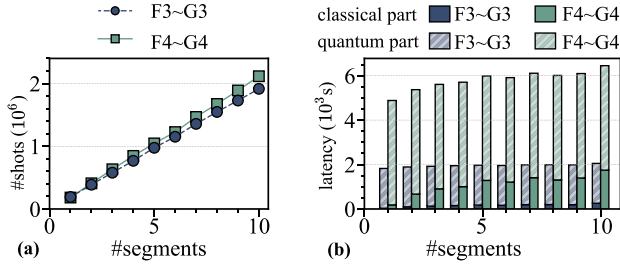 F3~G3
F4~G4
#shots (10⁶)
2
1
0
0
5
10
#segments
(a)
classical part F3~G3 F4~G4
quantum part F3~G3 F4~G4
latency (10³ s)
6
4
2
0
0
5
10
#segments
(b)